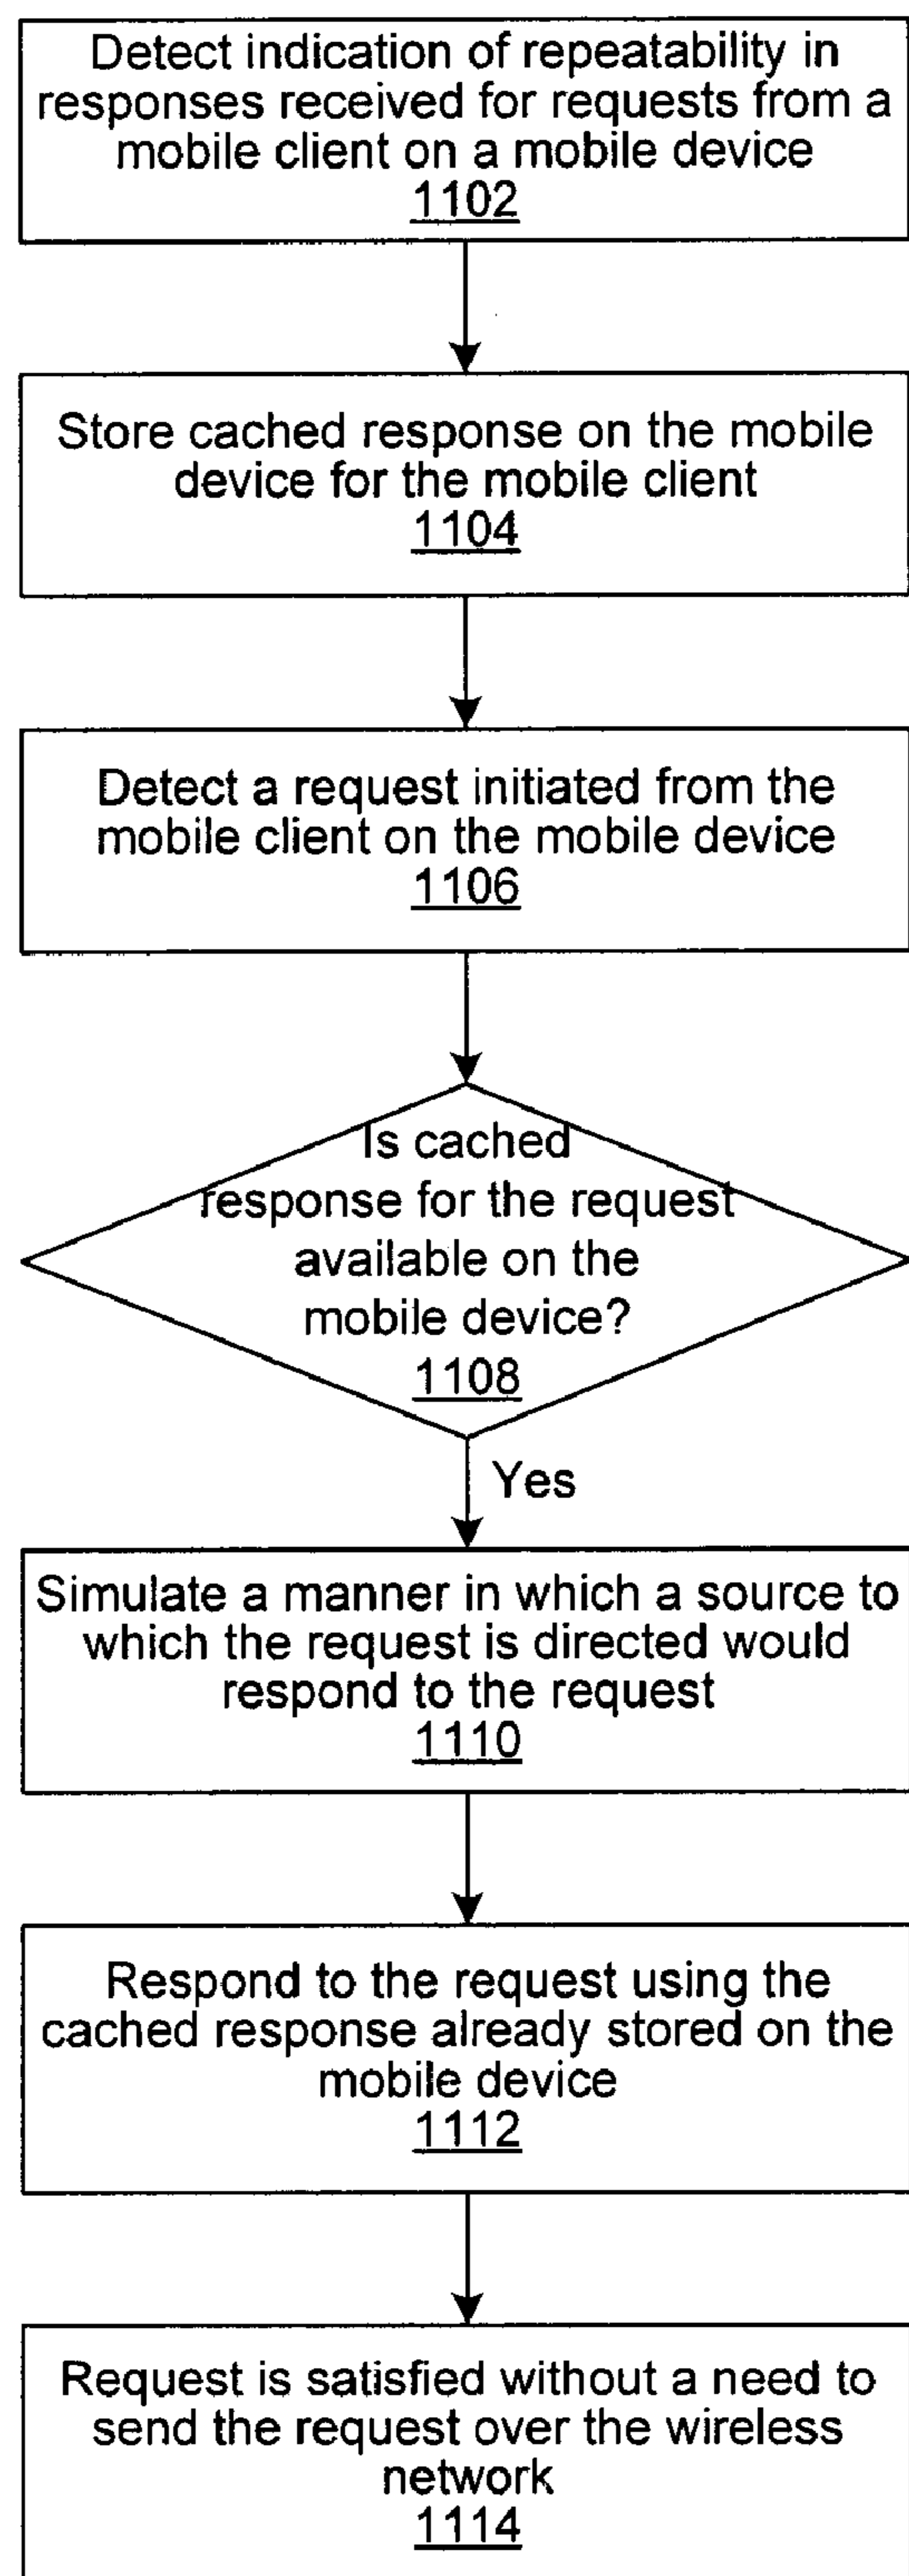 Detect indication of repeatability in
responses received for requests from a
mobile client on a mobile device
1102
Store cached response on the mobile
device for the mobile client
1104
Detect a request initiated from the
mobile client on the mobile device
1106
Is cached
response for the request
available on the
mobile device?
1108
Yes
Simulate a manner in which a source to
which the request is directed would
respond to the request
1110
Respond to the request using the
cached response already stored on the
mobile device
1112
Request is satisfied without a need to
send the request over the wireless
network
1114